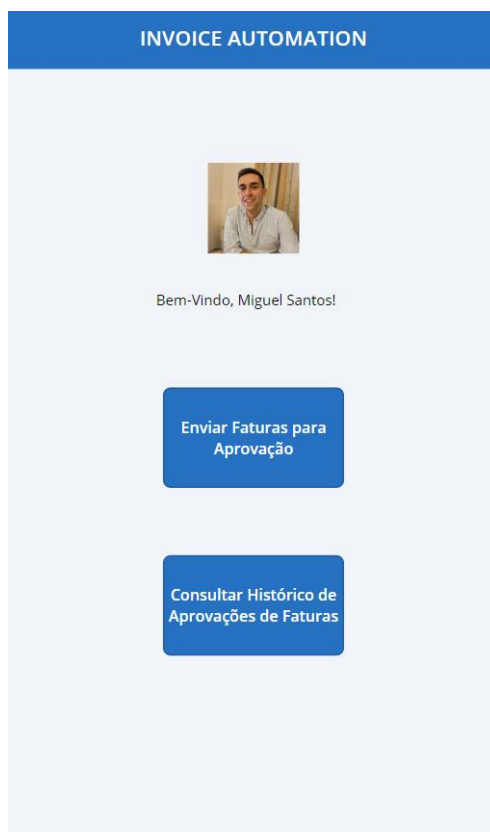 INVOICE AUTOMATION
Bem-Vindo, Miguel Santos!
Enviar Faturas para
Aprovação
Consultar Histórico de
Aprovações de Faturas